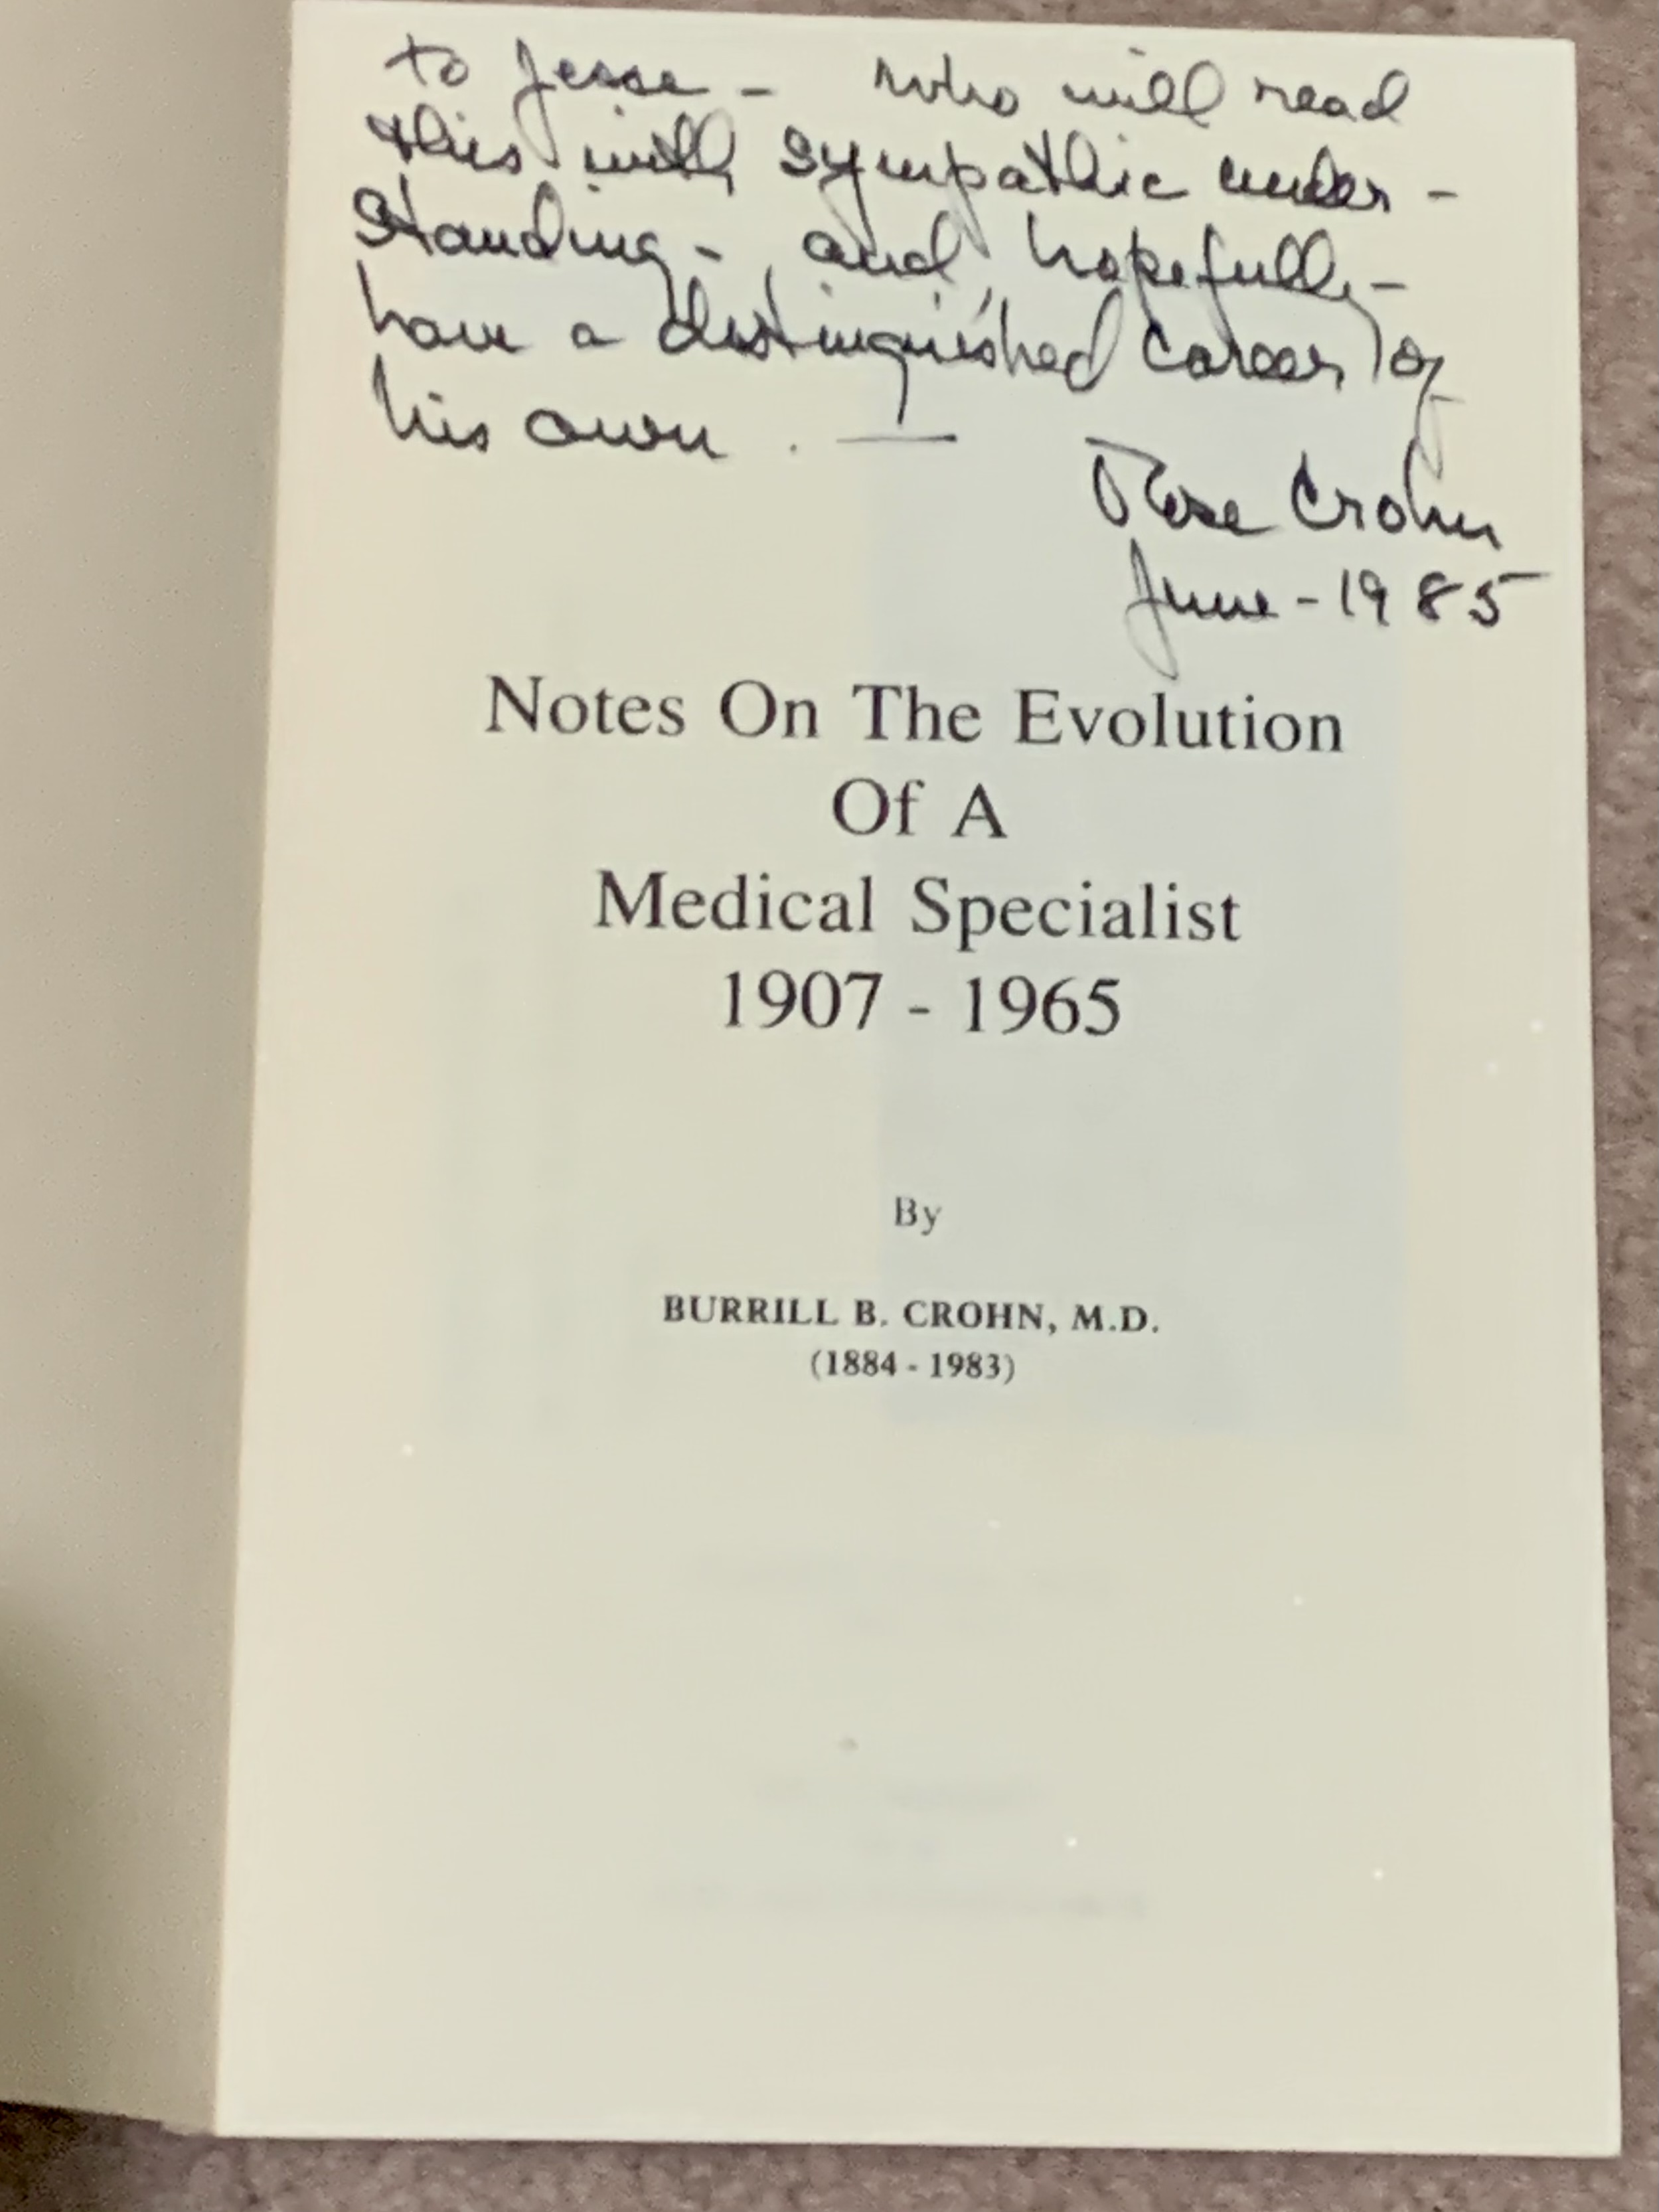 to Jesse - who will read
this with sympathic under -
standing - and hopefully -
have a distinguished career of
his own . —
Rose Crohn
June - 1985
Notes On The Evolution
Of A
Medical Specialist
1907 - 1965
By
BURRILL B. CROHN, M.D.
(1884 - 1983)